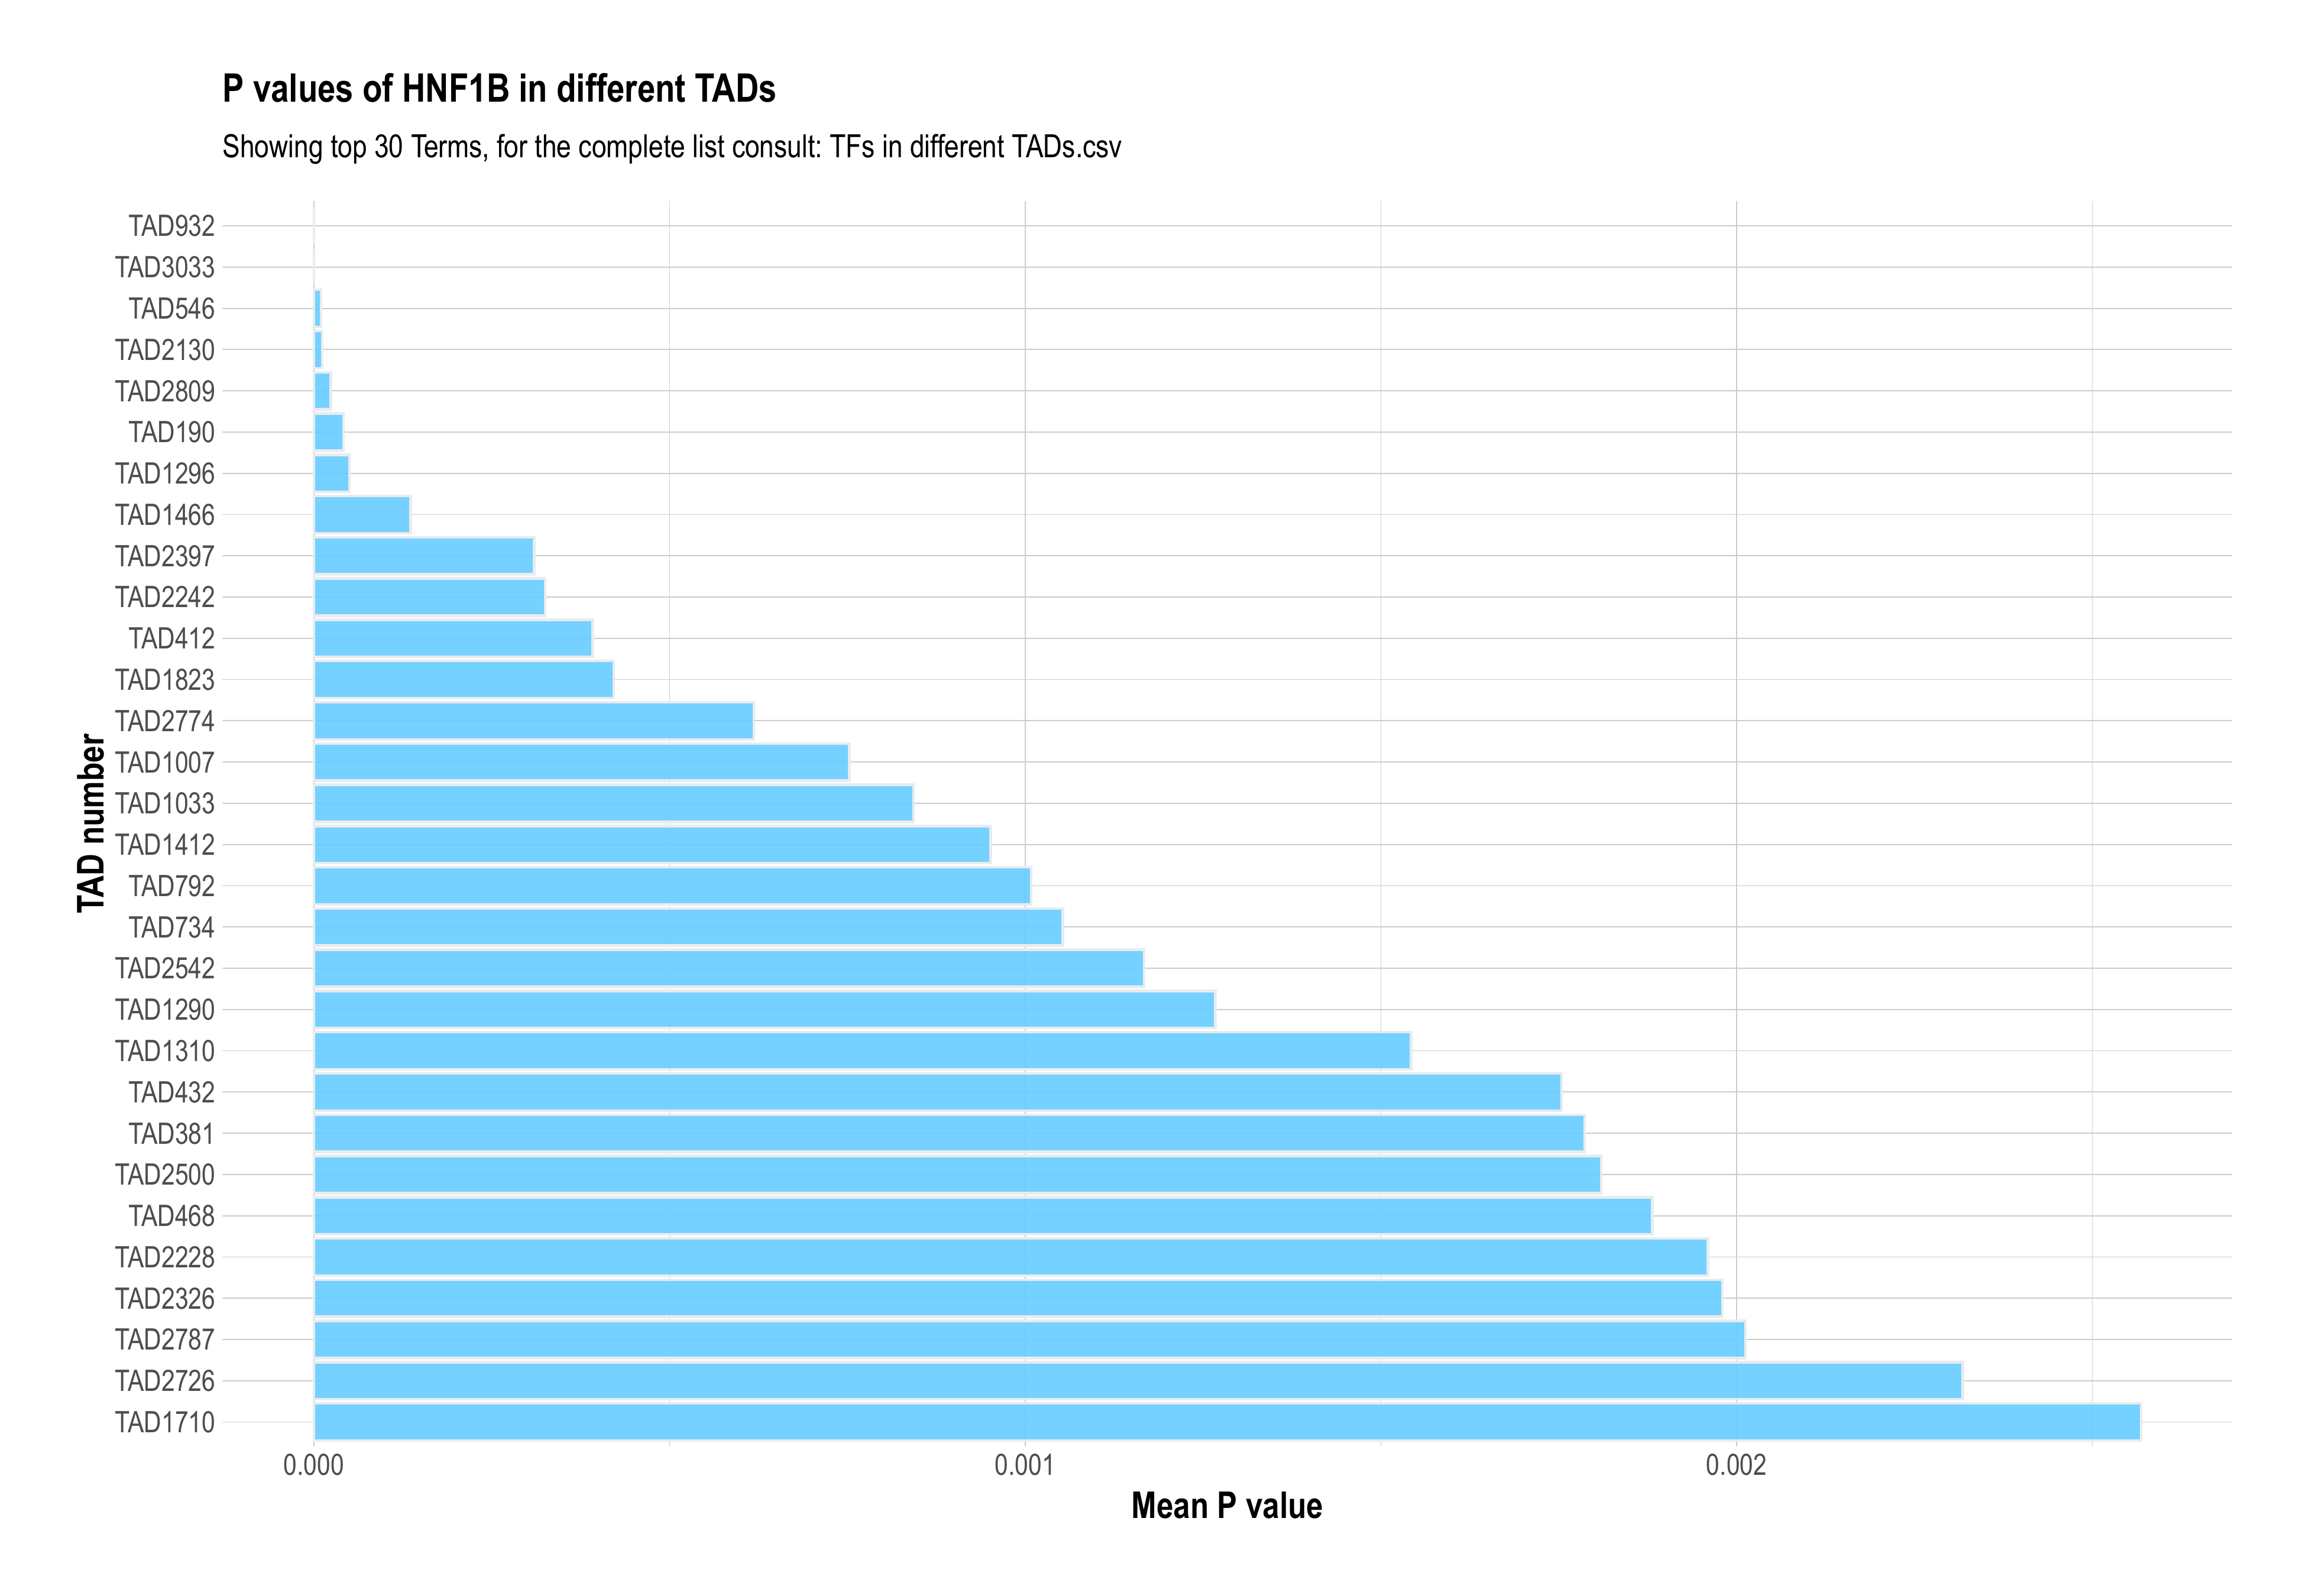 P values of HNF1B in different TADs
Showing top 30 Terms, for the complete list consult: TFs in different TADs.csv
TAD number
TAD932
TAD3033
TAD546
TAD2130
TAD2809
TAD190
TAD1296
TAD1466
TAD2397
TAD2242
TAD412
TAD1823
TAD2774
TAD1007
TAD1033
TAD1412
TAD792
TAD734
TAD2542
TAD1290
TAD1310
TAD432
TAD381
TAD2500
TAD468
TAD2228
TAD2326
TAD2787
TAD2726
TAD1710
0.000 0.001 0.002
Mean P value